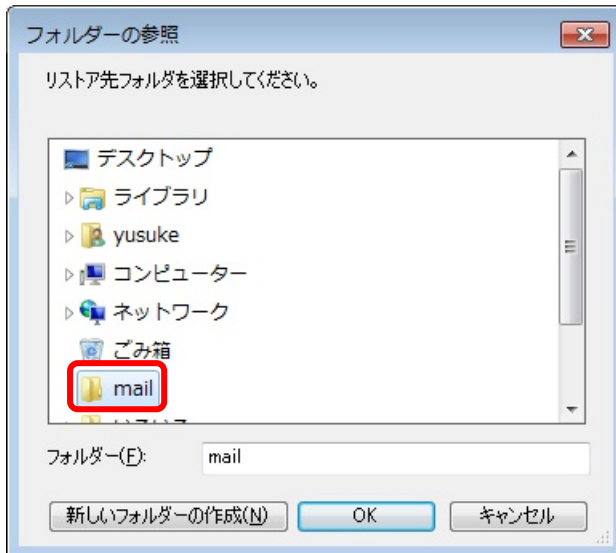 フォルダーの参照
リストア先フォルダを選択してください。
デスクトップ
ライブラリ
yusuke
コンピューター
ネットワーク
ごみ箱
mail
フォルダー(F):
mail
新しいフォルダーの作成(N)
OK
キャンセル